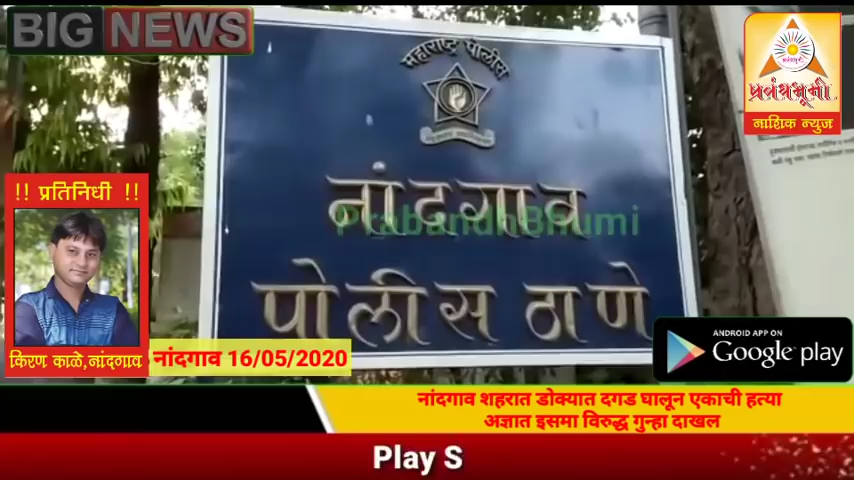 BIG NEWS
महाराष्ट्र पोलीस
प्रबंधभूमी
नाशिक न्युज
!! प्रतिनिधी !!
नांदगाव
PrabandhBhumi
पोलीस ठाणे
किरण काळे,नांदगाव
नांदगाव 16/05/2020
ANDROID APP ON
Google play
नांदगाव शहरात डोक्यात दगड घालून एकाची हत्या
अज्ञात इसमा विरुद्ध गुन्हा दाखल
Play S